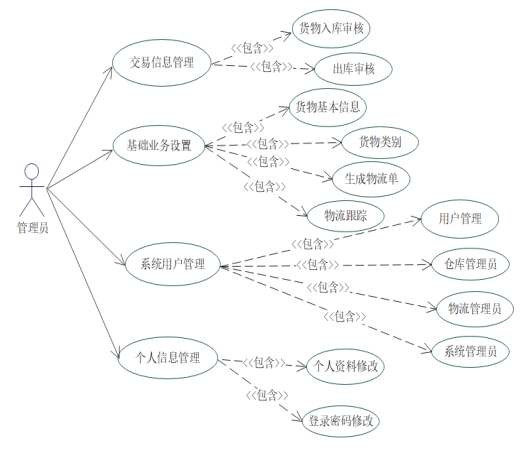 货物入库审核
<<包含>>
交易信息管理
<<包含>>
出库审核
货物基本信息
<<包含>>
基础业务设置
<<包含>>
货物类别
<<包含>>
生成物流单
<<包含>>
物流跟踪
管理员
用户管理
<<包含>>
系统用户管理
<<包含>>
仓库管理员
<<包含>>
物流管理员
<<包含>>
系统管理员
个人信息管理
<<包含>>
个人资料修改
<<包含>>
登录密码修改